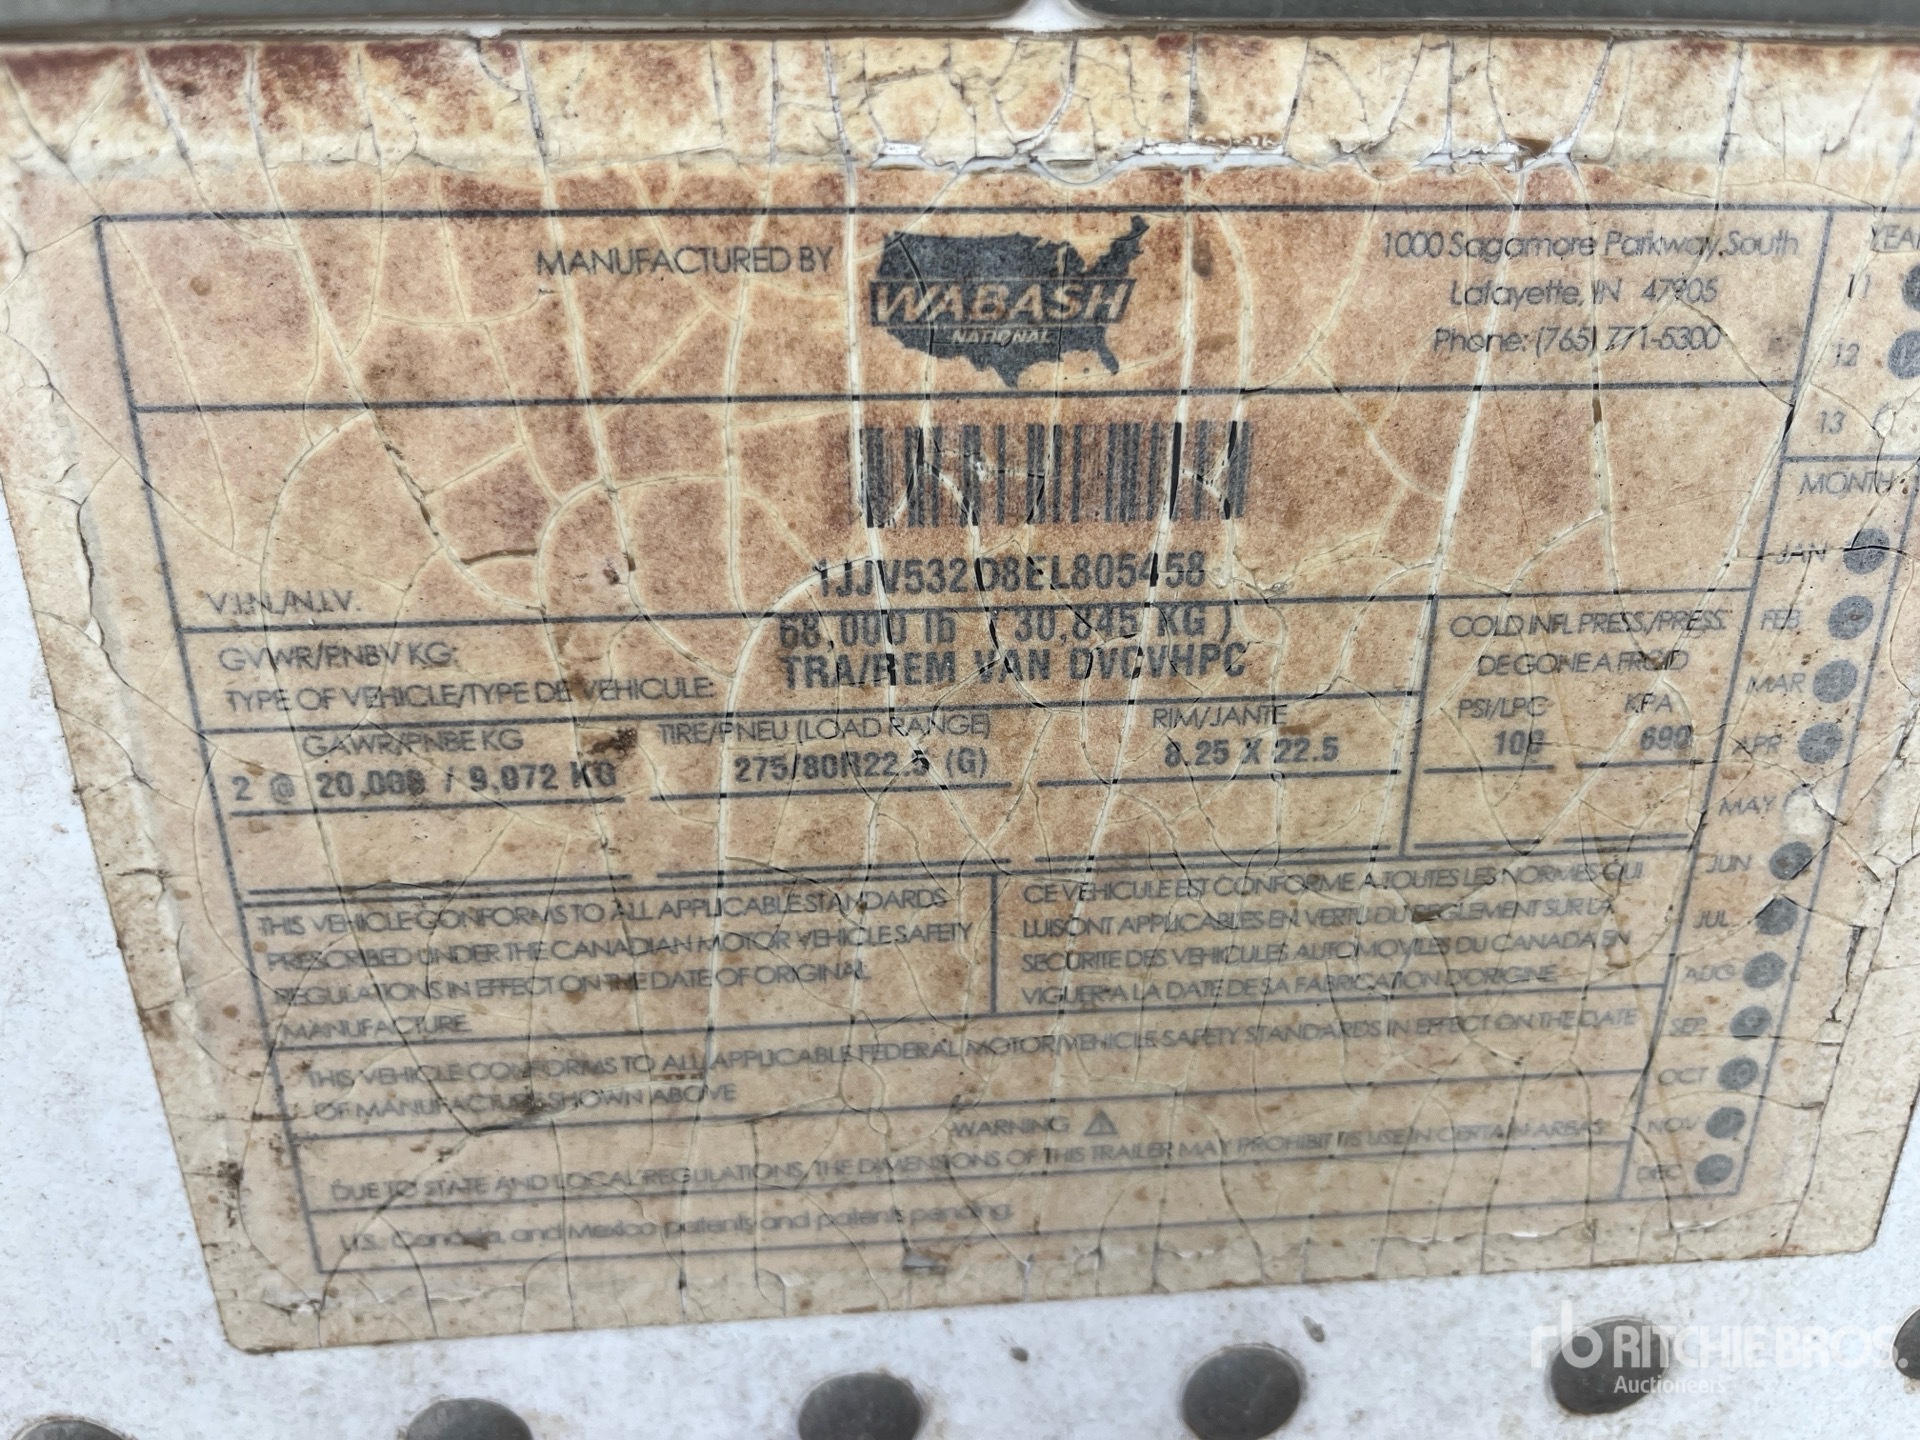 MANUFACTURED BY
WABASH
NATIONAL
1000 Sagamore Parkway South
Lafayette, IN 47905
Phone: (765) 771-5300
YEAR
11
12
13
MONTH
1JJV532D8EL805458
V.I.N./N.I.V.
GVWR/PNBV KG:
68,000 lb ( 30,845 KG )
TYPE OF VEHICLE/TYPE DE VEHICULE:
TRA/REM VAN DVCVHPC
COLD INFL PRESS./PRESS.
DE GONE A FROID
PSI/LPC KPA
100 690
GAWR/PNBE KG
2 @ 20,000 / 9,072 KG
TIRE/PNEU (LOAD RANGE)
275/80R22.5 (G)
RIM/JANTE
8.25 X 22.5
JAN
FEB
MAR
APR
MAY
JUN
JUL
AUG
SEP
OCT
NOV
DEC
THIS VEHICLE CONFORMS TO ALL APPLICABLE STANDARDS
PRESCRIBED UNDER THE CANADIAN MOTOR VEHICLE SAFETY
REGULATIONS IN EFFECT ON THE DATE OF ORIGINAL
MANUFACTURE
CE VEHICULE EST CONFORME A TOUTES LES NORMES QUI
LUI SONT APPLICABLES EN VERTU DU REGLEMENT SUR LA
SECURITE DES VEHICULES AUTOMOVILES DU CANADA EN
VIGUER A LA DATE DE SA FABRICATION D'ORIGINE
THIS VEHICLE CONFORMS TO ALL APPLICABLE FEDERAL MOTOR VEHICLE SAFETY STANDARDS IN EFFECT ON THE DATE
OF MANUFACTURE SHOWN ABOVE
WARNING
DUE TO STATE AND LOCAL REGULATIONS, THE DIMENSIONS OF THIS TRAILER MAY PROHIBIT ITS USE IN CERTAIN AREAS
U.S., Canada, and Mexico patents and patents pending.
rb RITCHIE BROS.
Auctioneers